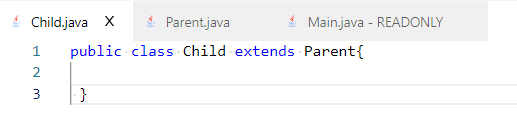 Child.java X Parent.java Main.java - READONLY
1 public class Child extends Parent{
2
3 }